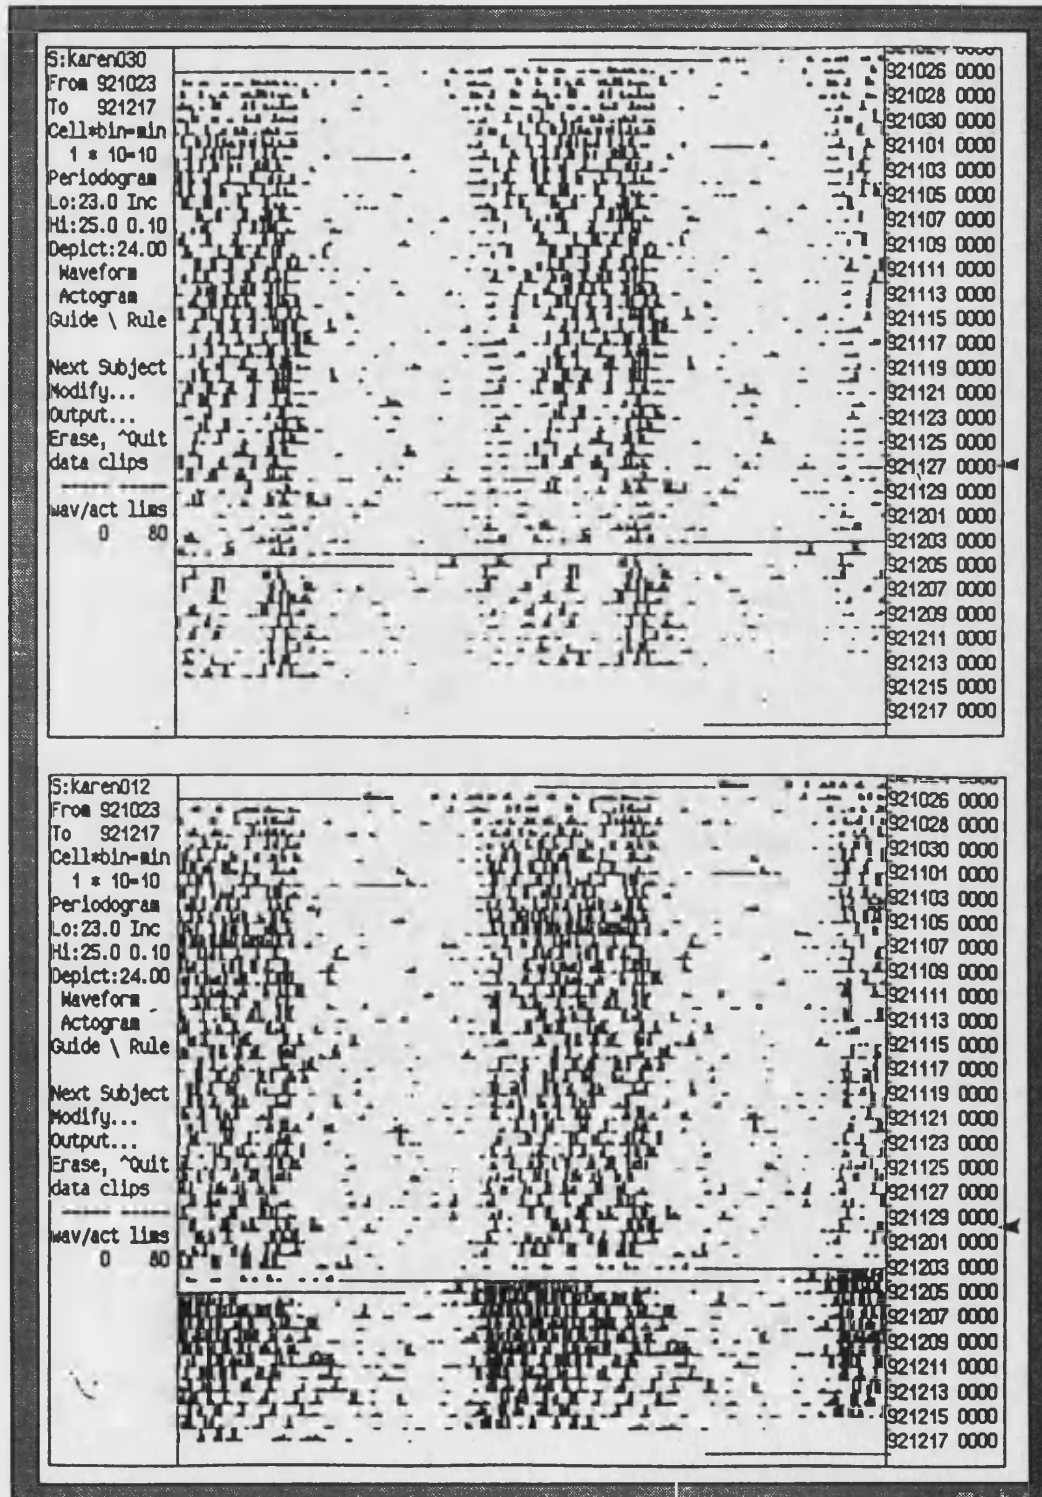 S:karen030
From 921023
To 921217
Cell*bin=min
1 * 10=10
Periodogram
Lo:23.0 Inc
Hi:25.0 0.10
Depict:24.00
Waveform
Actogram
Guide \ Rule
Next Subject
Modify...
Output...
Erase, ^Quit
data clips
----- -----
wav/act lims
0 80
921026 0000
921028 0000
921030 0000
921101 0000
921103 0000
921105 0000
921107 0000
921109 0000
921111 0000
921113 0000
921115 0000
921117 0000
921119 0000
921121 0000
921123 0000
921125 0000
921127 0000
921129 0000
921201 0000
921203 0000
921205 0000
921207 0000
921209 0000
921211 0000
921213 0000
921215 0000
921217 0000
S:karen012
From 921023
To 921217
Cell*bin=min
1 * 10=10
Periodogram
Lo:23.0 Inc
Hi:25.0 0.10
Depict:24.00
Waveform
Actogram
Guide \ Rule
Next Subject
Modify...
Output...
Erase, ^Quit
data clips
----- -----
wav/act lims
0 80
921026 0000
921028 0000
921030 0000
921101 0000
921103 0000
921105 0000
921107 0000
921109 0000
921111 0000
921113 0000
921115 0000
921117 0000
921119 0000
921121 0000
921123 0000
921125 0000
921127 0000
921129 0000
921201 0000
921203 0000
921205 0000
921207 0000
921209 0000
921211 0000
921213 0000
921215 0000
921217 0000